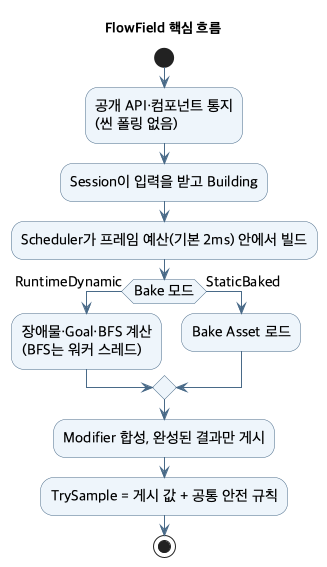 FlowField 핵심 흐름
공개 API·컴포넌트 통지
(씬 폴링 없음)
Session이 입력을 받고 Building
Scheduler가 프레임 예산(기본 2ms) 안에서 빌드
RuntimeDynamic
Bake 모드
StaticBaked
장애물·Goal·BFS 계산
(BFS는 워커 스레드)
Bake Asset 로드
Modifier 합성, 완성된 결과만 게시
TrySample = 게시 값 + 공통 안전 규칙